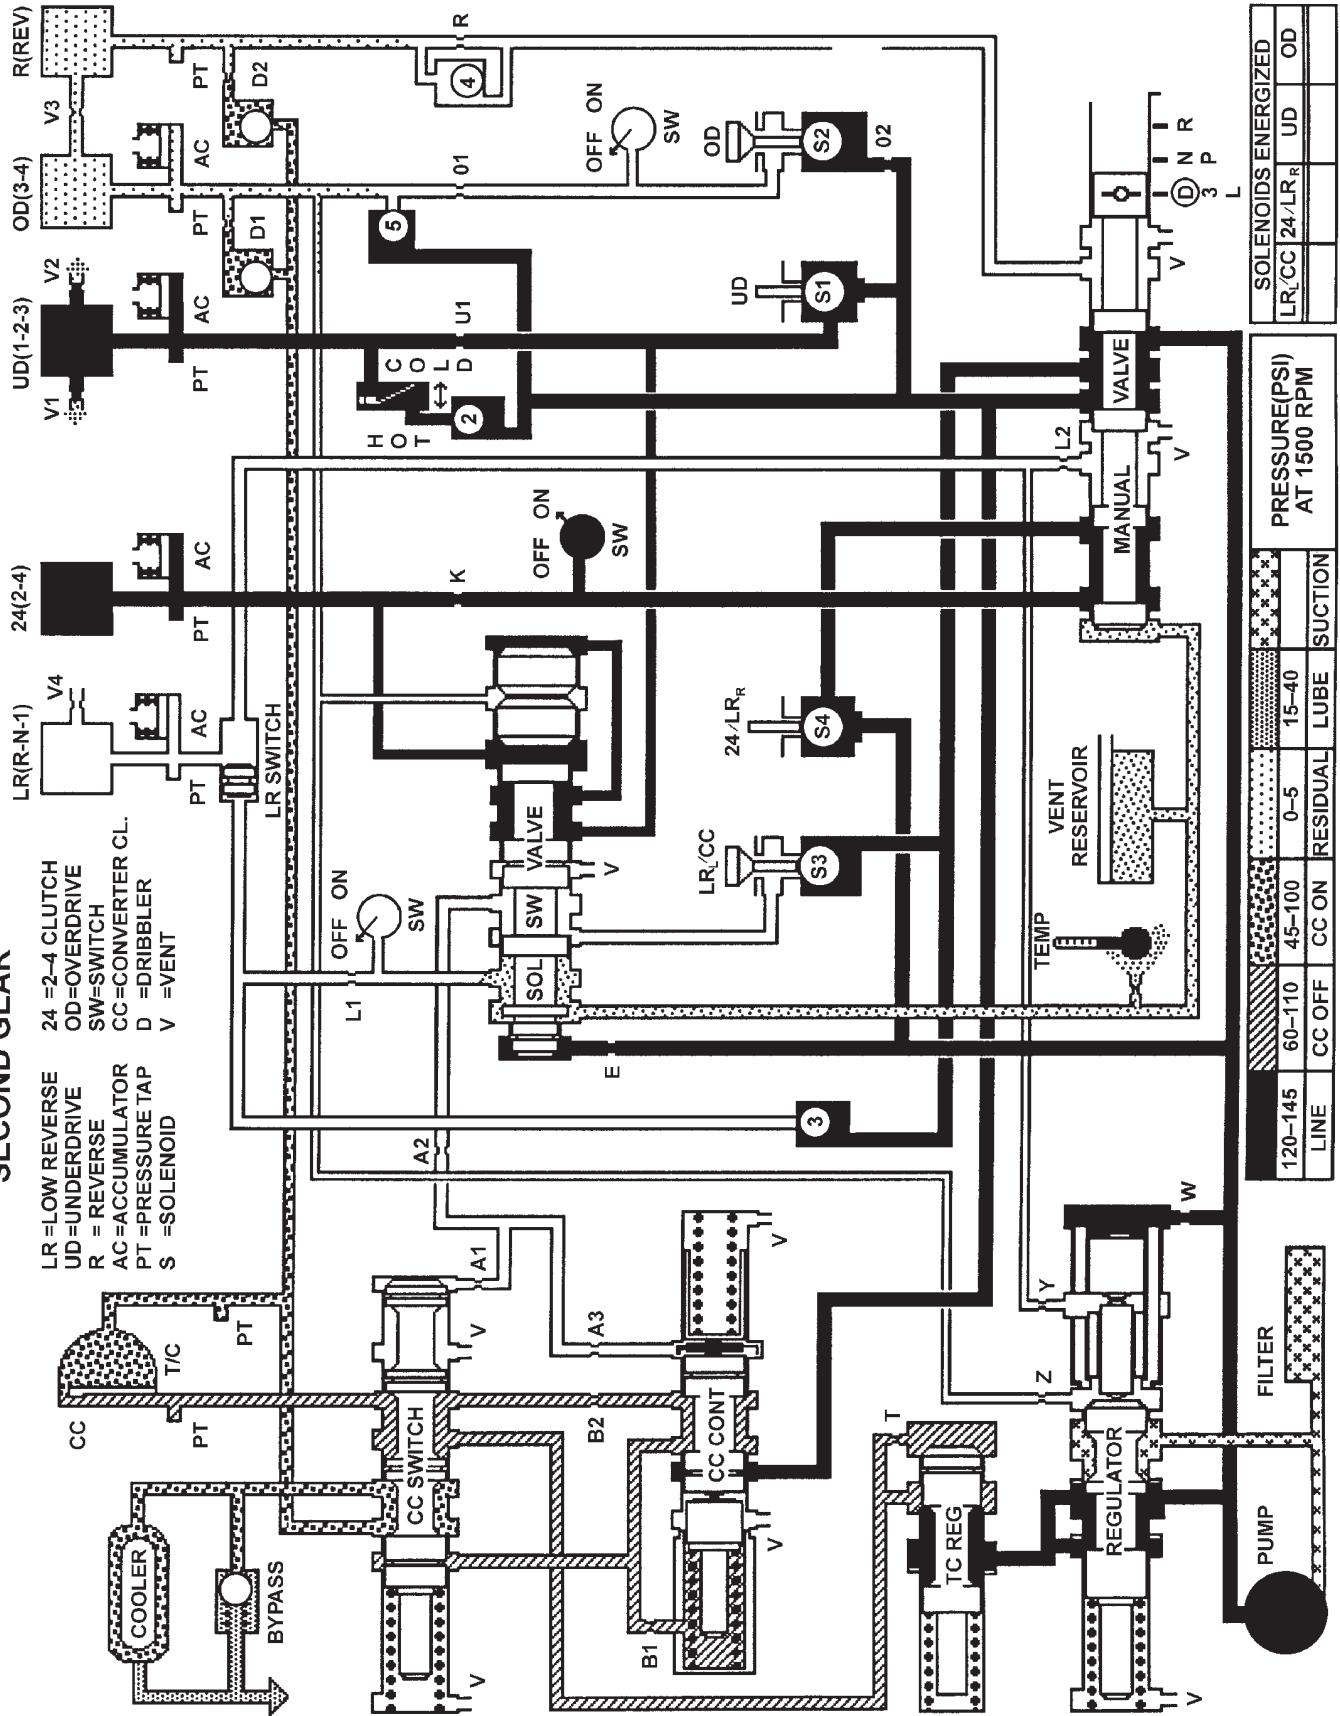 SECOND GEAR
LR =LOW REVERSE
UD=UNDERDRIVE
R = REVERSE
AC =ACCUMULATOR
PT =PRESSURE TAP
S =SOLENOID
24 =2–4 CLUTCH
OD=OVERDRIVE
SW=SWITCH
CC=CONVERTER CL.
D =DRIBBLER
V =VENT
LR(R-N-1)
V4
24(2-4)
UD(1-2-3)
V1
V2
OD(3-4)
V3
R(REV)
PT
AC
PT
AC
PT
AC
PT
AC
PT
D1
D2
LR SWITCH
T/C
CC
PT
PT
COOLER
BYPASS
CC SWITCH
V
V
A1
A2
A3
B1
B2
CC CONT
V
V
L1
OFF ON
SW
SOL
SW
VALVE
V
E
K
OFF ON
SW
HOT
COLD
2
U1
5
01
R
4
OFF ON
SW
3
LRL/CC
S3
24/LRR
S4
UD
S1
OD
S2
02
T
TC REG
REGULATOR
V
Z
Y
W
PUMP
FILTER
TEMP
VENT
RESERVOIR
MANUAL
VALVE
L2
V
V
D
3
L
N
P
R
120–145
LINE
60–110
CC OFF
45–100
CC ON
0–5
RESIDUAL
15–40
LUBE
SUCTION
PRESSURE(PSI)
AT 1500 RPM
SOLENOIDS ENERGIZED
LRL/CC
24/LRR
UD
OD